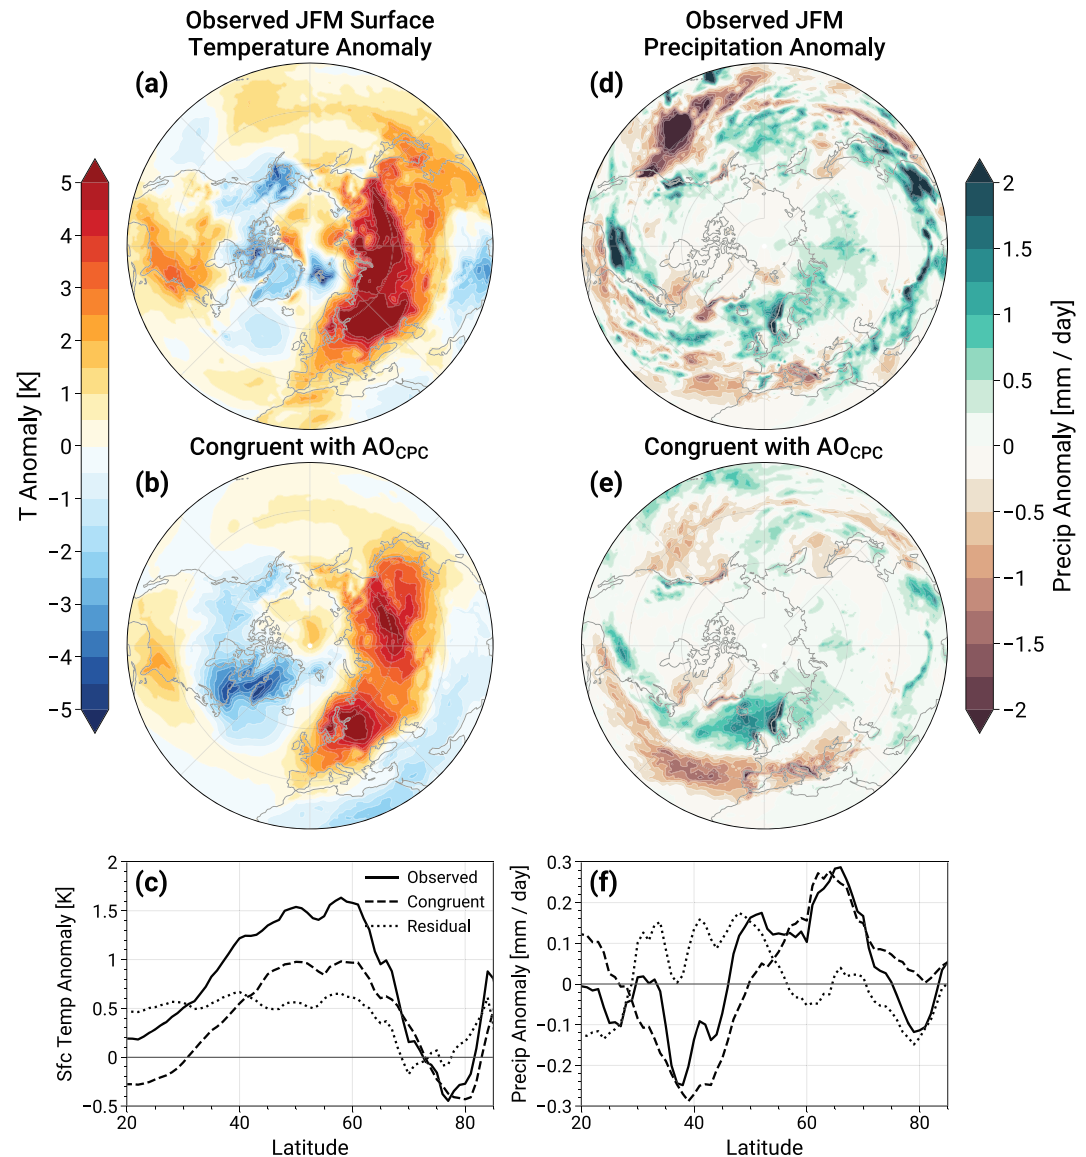 Observed JFM Surface
Temperature Anomaly
Observed JFM
Precipitation Anomaly
(a)
(d)
5
4
3
2
1
0
−1
−2
−3
−4
−5
T Anomaly [K]
2
1.5
1
0.5
0
−0.5
−1
−1.5
−2
Precip Anomaly [mm / day]
Congruent with AOCPC
Congruent with AOCPC
(b)
(e)
(c)
Observed
Congruent
Residual
2
1.5
1
0.5
0
−0.5
Sfc Temp Anomaly [K]
20
40
60
80
Latitude
(f)
0.3
0.2
0.1
0
−0.1
−0.2
−0.3
Precip Anomaly [mm / day]
20
40
60
80
Latitude